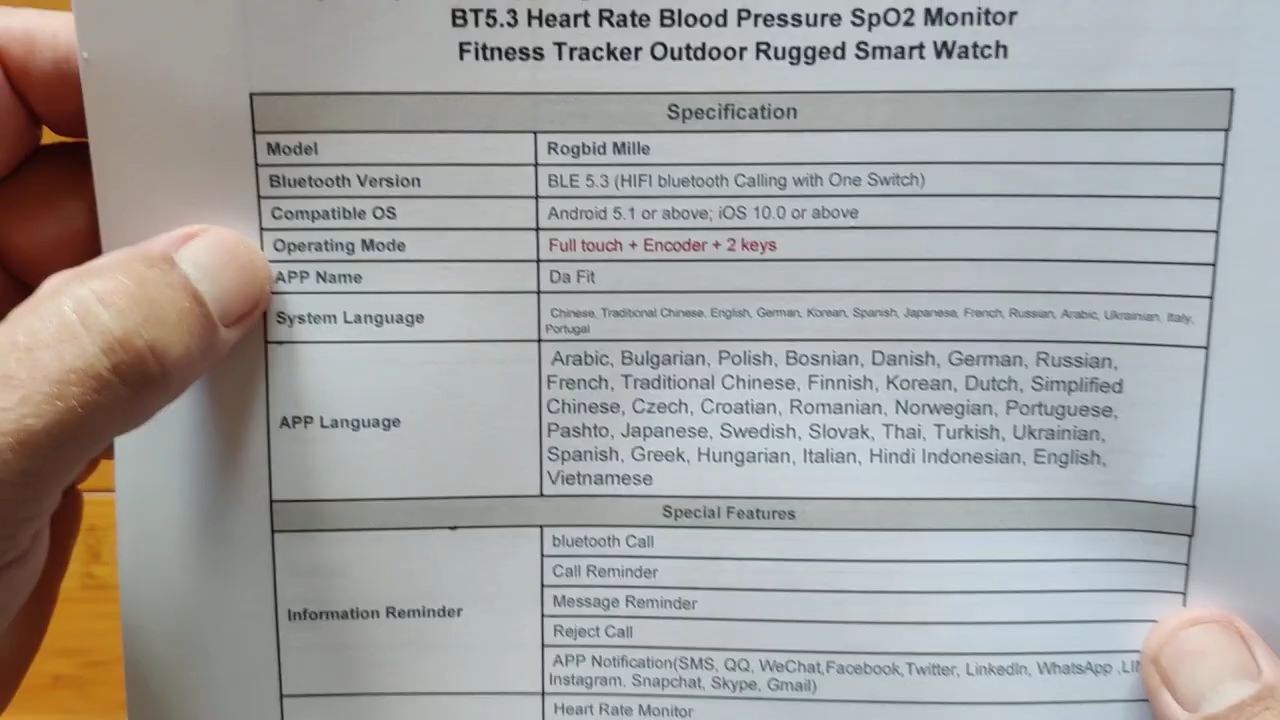 BT5.3 Heart Rate Blood Pressure SpO2 Monitor
Fitness Tracker Outdoor Rugged Smart Watch
Specification
Model Rogbid Mille
Bluetooth Version BLE 5.3 (HIFI bluetooth Calling with One Switch)
Compatible OS Android 5.1 or above; iOS 10.0 or above
Operating Mode Full touch + Encoder + 2 keys
APP Name Da Fit
System Language Chinese, Traditional Chinese, English, German, Korean, Spanish, Japanese, French, Russian, Arabic, Ukrainian, Italy,
Portugal
APP Language
Arabic, Bulgarian, Polish, Bosnian, Danish, German, Russian,
French, Traditional Chinese, Finnish, Korean, Dutch, Simplified
Chinese, Czech, Croatian, Romanian, Norwegian, Portuguese,
Pashto, Japanese, Swedish, Slovak, Thai, Turkish, Ukrainian,
Spanish, Greek, Hungarian, Italian, Hindi Indonesian, English,
Vietnamese
Special Features
Information Reminder
bluetooth Call
Call Reminder
Message Reminder
Reject Call
APP Notification(SMS, QQ, WeChat,Facebook,Twitter, LinkedIn, WhatsApp ,
Instagram, Snapchat, Skype, Gmail)
Heart Rate Monitor